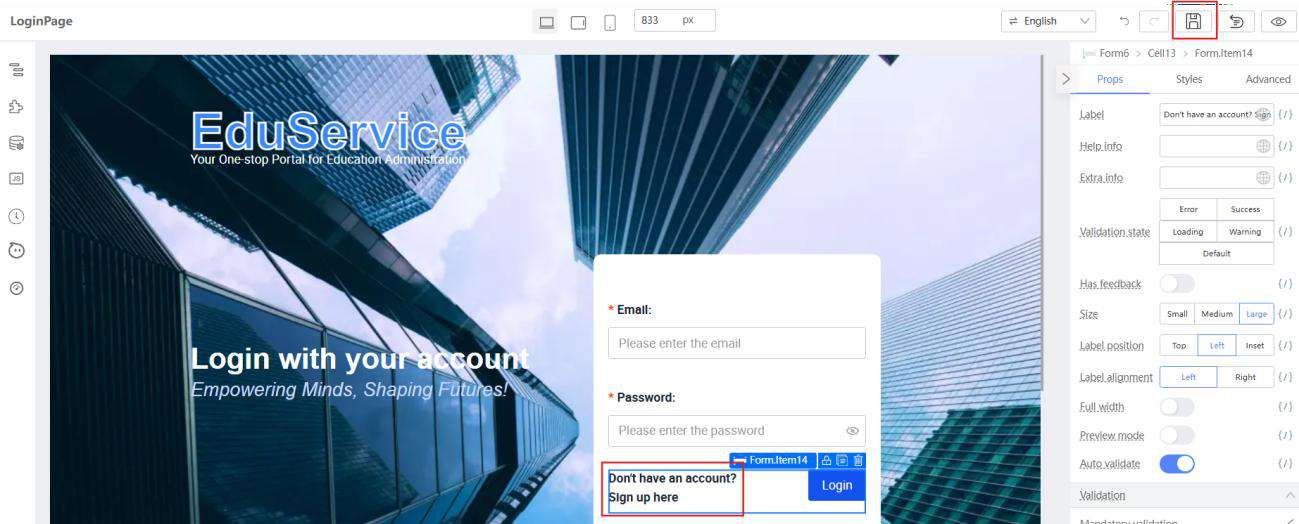 LoginPage
833 px
English
Form6 > Cell13 > Form.Item14
Props Styles Advanced
Label Don't have an account? Sign {/}
Help info {/}
Extra info {/}
Error Success
Validation state Loading Warning {/}
Default
Has feedback {/}
Size Small Medium Large {/}
Label position Top Left Inset {/}
Label alignment Left Right {/}
Full width {/}
Preview mode {/}
Auto validate {/}
Validation
Mandatory validation
JS
EduService
Your One-stop Portal for Education Administration
Login with your account
Empowering Minds, Shaping Futures!
* Email:
Please enter the email
* Password:
Please enter the password
Form.Item14
Don't have an account?
Sign up here
Login